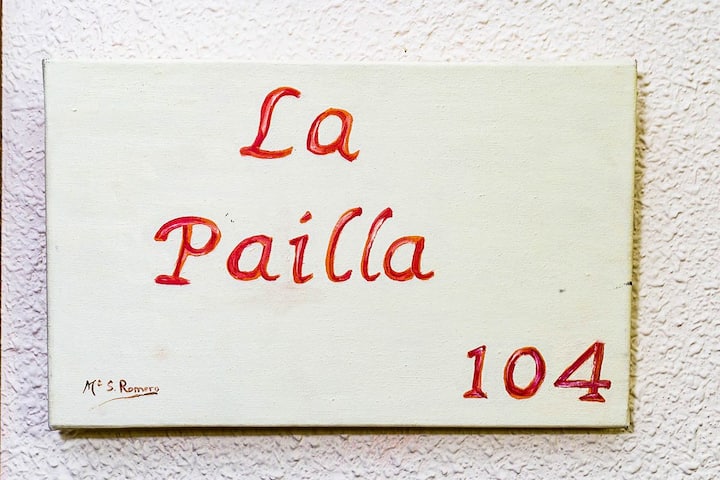 La
Pailla
104
Mª S. Romero